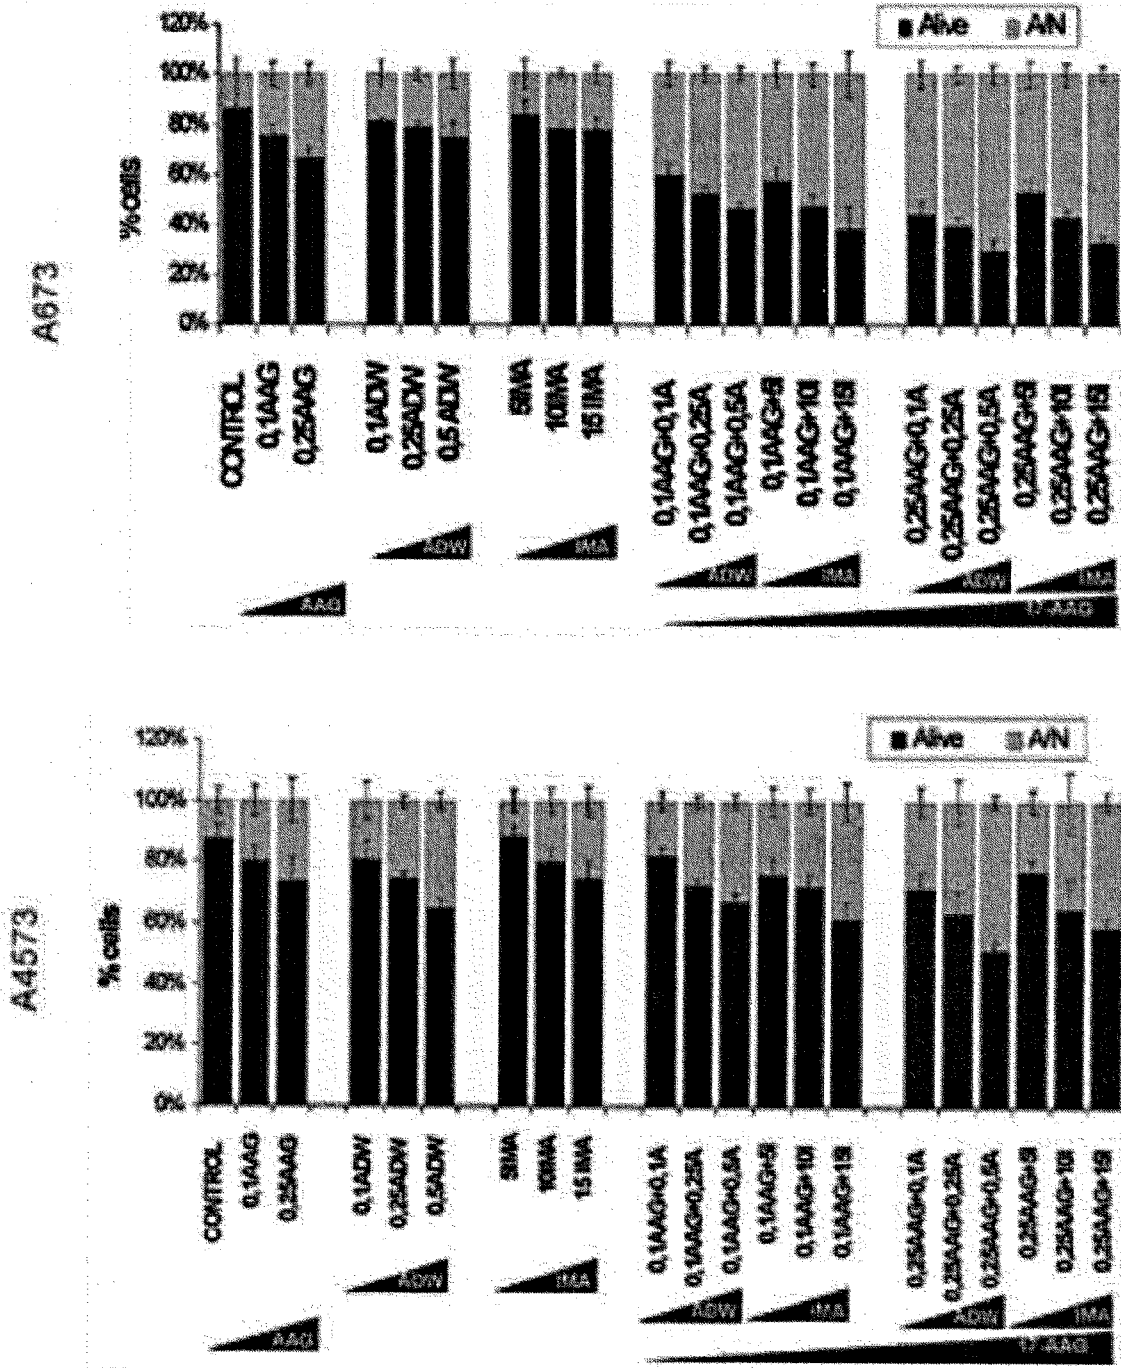 A673
% cells
120%
100%
80%
60%
40%
20%
0%
Alive A/N
CONTROL
0,1AAG
0,25AAG
0,1ADW
0,25ADW
0,5 ADW
5IMA
10IMA
15 IMA
0,1AAG+0,1A
0,1AAG+0,25A
0,1AAG+0,5A
0,1AAG+5I
0,1AAG+10I
0,1AAG+15I
0,25AAG+0,1A
0,25AAG+0,25A
0,25AAG+0,5A
0,25AAG+5I
0,25AAG+10I
0,25AAG+15I
ADW IMA
ADW IMA ADW IMA
AAG 17-AAG
A4573
% cells
120%
100%
80%
60%
40%
20%
0%
Alive A/N
CONTROL
0,1AAG
0,25AAG
0,1ADW
0,25ADW
0,5ADW
5IMA
10IMA
15 IMA
0,1AAG+0,1A
0,1AAG+0,25A
0,1AAG+0,5A
0,1AAG+5I
0,1AAG+10I
0,1AAG+15I
0,25AAG+0,1A
0,25AAG+0,25A
0,25AAG+0,5A
0,25AAG+5I
0,25AAG+10I
0,25AAG+15I
ADW IMA
ADW IMA ADW IMA
AAG 17-AAG